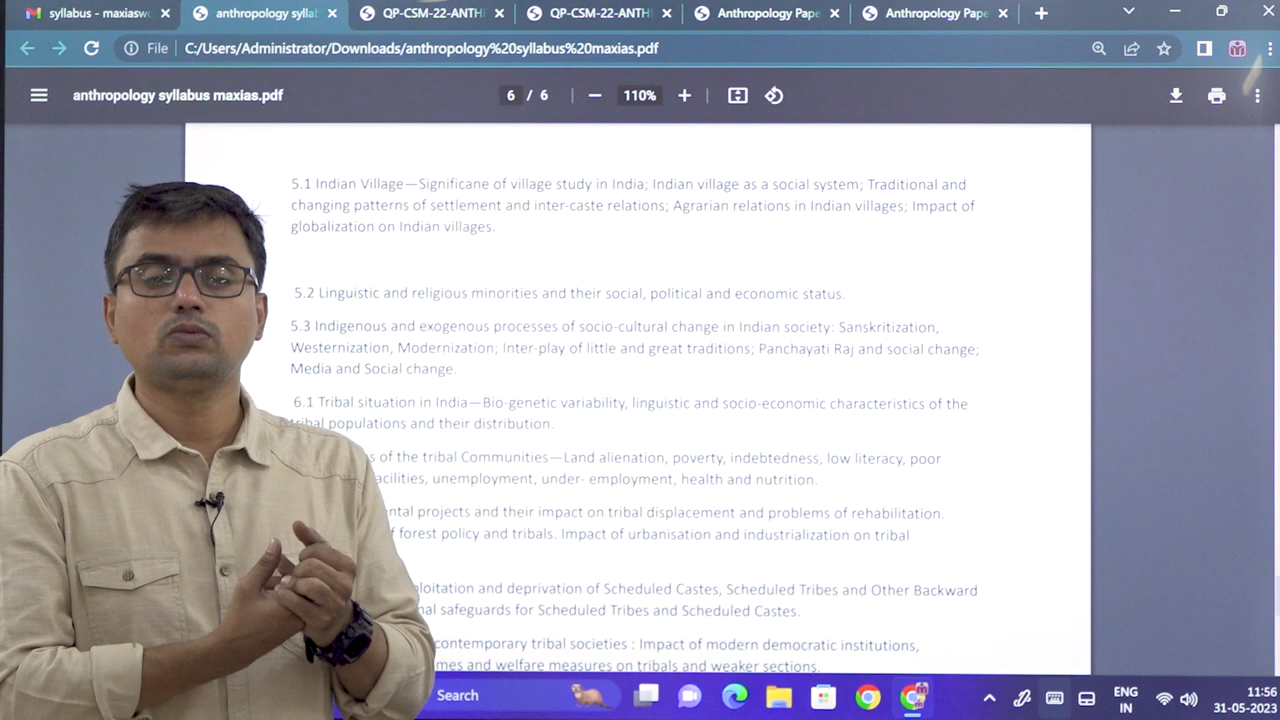 syllabus - maxiasw
anthropology sylla
QP-CSM-22-ANTH
QP-CSM-22-ANTH
Anthropology Pape
Anthropology Pape
File
C:/Users/Administrator/Downloads/anthropology%20syllabus%20maxias.pdf
anthropology syllabus maxias.pdf
6 / 6
110%
5.1 Indian Village—Significane of village study in India; Indian village as a social system; Traditional and
changing patterns of settlement and inter-caste relations; Agrarian relations in Indian villages; Impact of
globalization on Indian villages.
5.2 Linguistic and religious minorities and their social, political and economic status.
5.3 Indigenous and exogenous processes of socio-cultural change in Indian society: Sanskritization,
Westernization, Modernization; Inter-play of little and great traditions; Panchayati Raj and social change;
Media and Social change.
6.1 Tribal situation in India—Bio-genetic variability, linguistic and socio-economic characteristics of the
tribal populations and their distribution.
of the tribal Communities—Land alienation, poverty, indebtedness, low literacy, poor
unemployment, under- employment, health and nutrition.
projects and their impact on tribal displacement and problems of rehabilitation.
forest policy and tribals. Impact of urbanisation and industrialization on tribal
and deprivation of Scheduled Castes, Scheduled Tribes and Other Backward
safeguards for Scheduled Tribes and Scheduled Castes.
contemporary tribal societies : Impact of modern democratic institutions,
and welfare measures on tribals and weaker sections.
Search
ENG
IN
11:56
31-05-2023